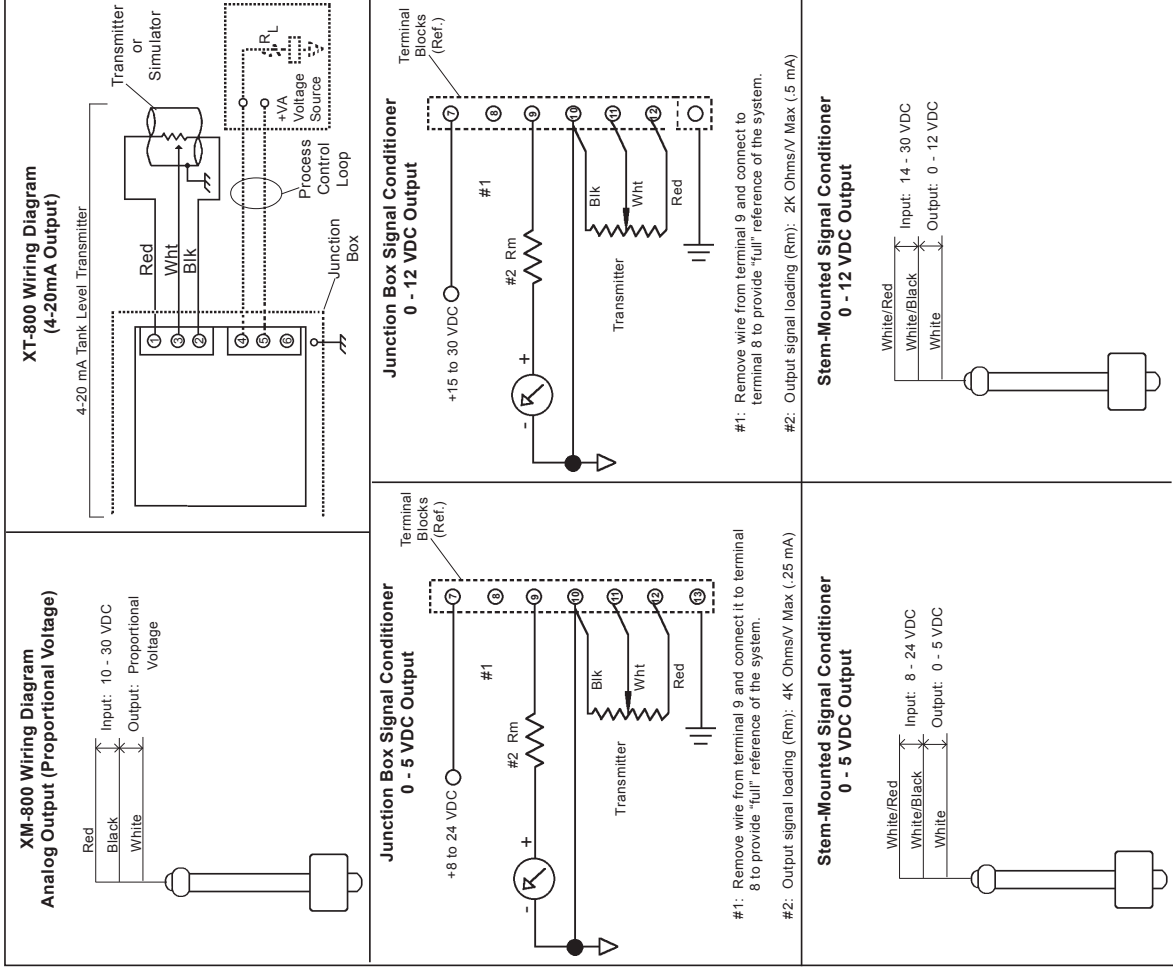 XM-800 Wiring Diagram
Analog Output (Proportional Voltage)
Red
Black
White
Input: 10 - 30 VDC
Output: Proportional
Voltage
XT-800 Wiring Diagram
(4-20mA Output)
4-20 mA Tank Level Transmitter
Transmitter
or
Simulator
Red
Wht
Blk
1
3
2
4
5
6
RL
+VA
Voltage
Source
Process
Control
Loop
Junction
Box
Junction Box Signal Conditioner
0 - 5 VDC Output
Terminal
Blocks
(Ref.)
+8 to 24 VDC
7
8
9
10
11
12
13
#1
#2 Rm
+
-
Blk
Wht
Red
Transmitter
#1: Remove wire from terminal 9 and connect it to terminal
8 to provide “full” reference of the system.
#2: Output signal loading (Rm): 4K Ohms/V Max (.25 mA)
Junction Box Signal Conditioner
0 - 12 VDC Output
Terminal
Blocks
(Ref.)
+15 to 30 VDC
7
8
9
10
11
12
#1
#2 Rm
+
-
Blk
Wht
Red
Transmitter
#1: Remove wire from terminal 9 and connect to
terminal 8 to provide “full” reference of the system.
#2: Output signal loading (Rm): 2K Ohms/V Max (.5 mA)
Stem-Mounted Signal Conditioner
0 - 5 VDC Output
White/Red
White/Black
White
Input: 8 - 24 VDC
Output: 0 - 5 VDC
Stem-Mounted Signal Conditioner
0 - 12 VDC Output
White/Red
White/Black
White
Input: 14 - 30 VDC
Output: 0 - 12 VDC